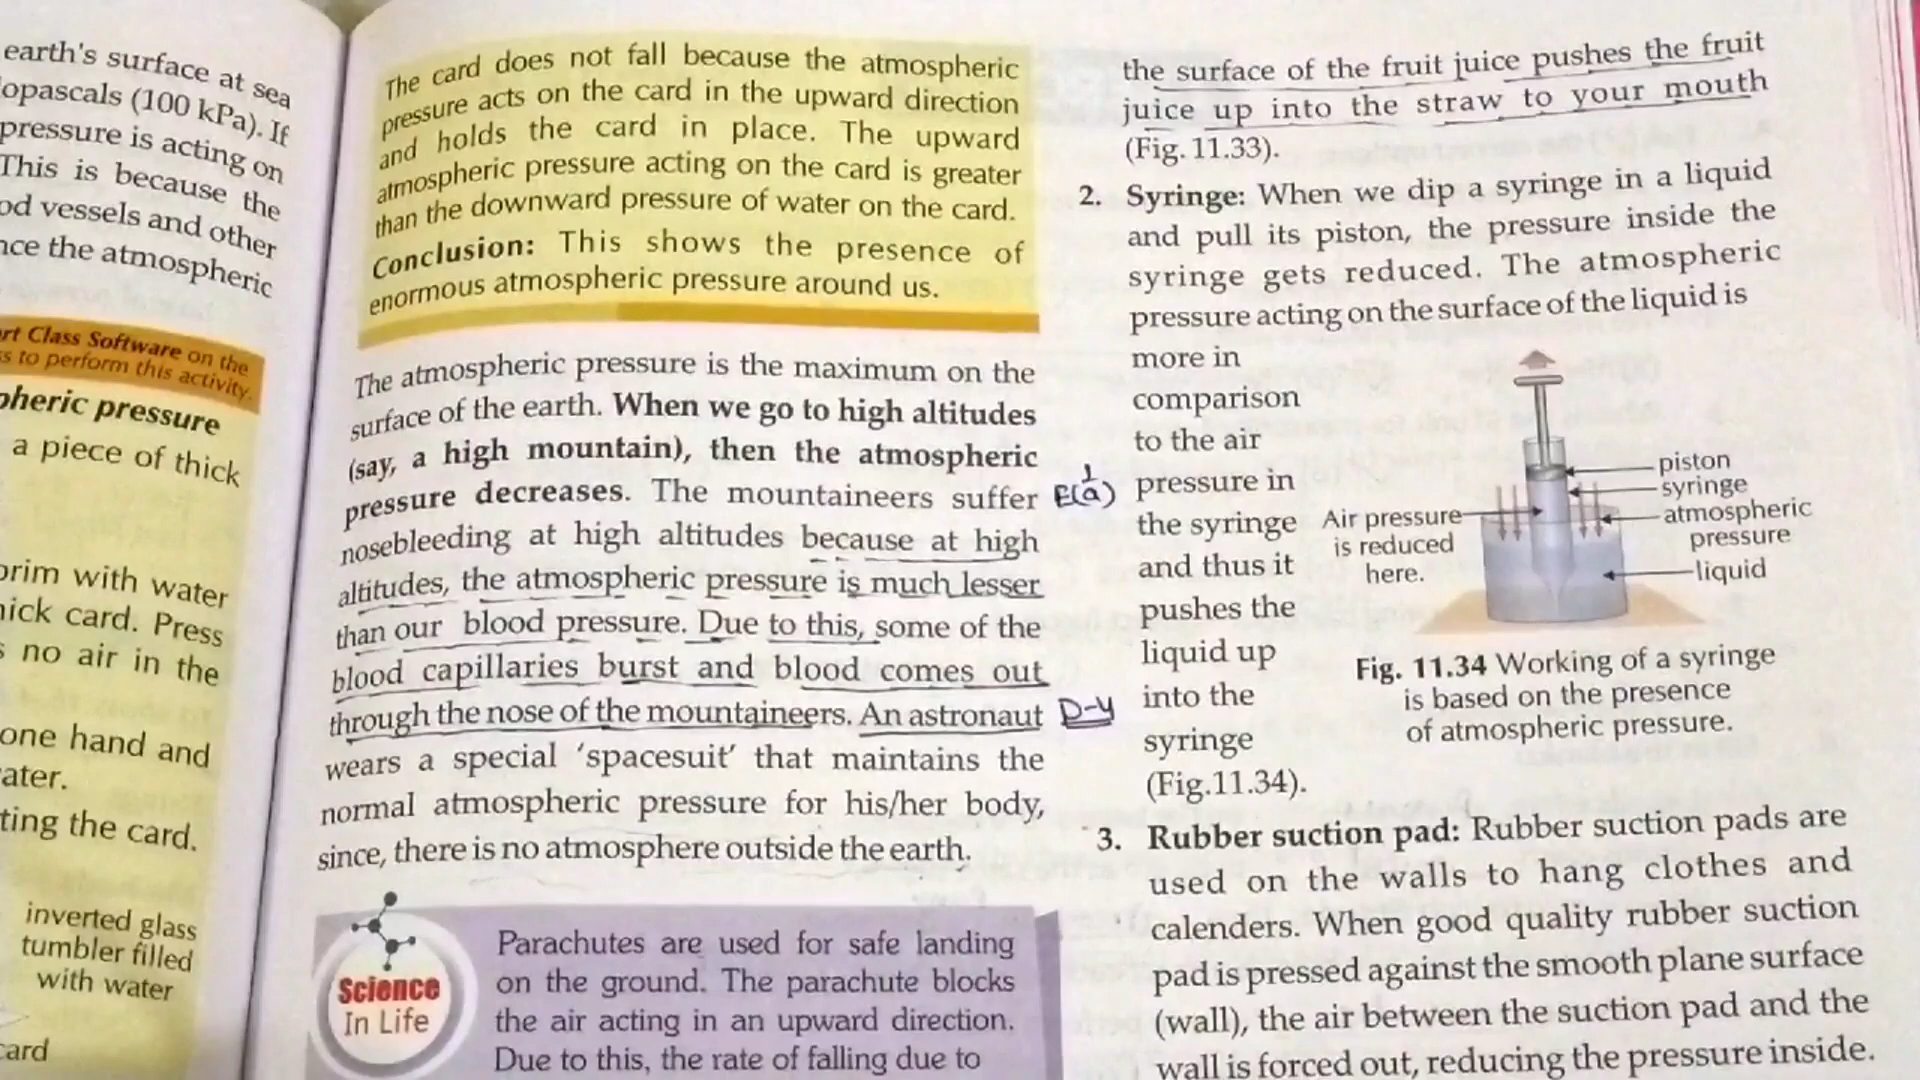 earth's surface at sea
opascals (100 kPa). If
pressure is acting on
This is because the
od vessels and other
nce the atmospheric
rt Class Software on the
s to perform this activity.
pheric pressure
a piece of thick
brim with water
hick card. Press
s no air in the
one hand and
ater.
ting the card.
inverted glass
tumbler filled
with water
card
The card does not fall because the atmospheric
pressure acts on the card in the upward direction
and holds the card in place. The upward
atmospheric pressure acting on the card is greater
than the downward pressure of water on the card.
Conclusion: This shows the presence of
enormous atmospheric pressure around us.
The atmospheric pressure is the maximum on the
surface of the earth. When we go to high altitudes
(say, a high mountain), then the atmospheric
pressure decreases. The mountaineers suffer
nosebleeding at high altitudes because at high
altitudes, the atmospheric pressure is much lesser
than our blood pressure. Due to this, some of the
blood capillaries burst and blood comes out
through the nose of the mountaineers. An astronaut
wears a special 'spacesuit' that maintains the
normal atmospheric pressure for his/her body,
since, there is no atmosphere outside the earth.
Science
In Life
Parachutes are used for safe landing
on the ground. The parachute blocks
the air acting in an upward direction.
Due to this, the rate of falling due to
1
E(a)
D-4
the surface of the fruit juice pushes the fruit
juice up into the straw to your mouth
(Fig. 11.33).
2. Syringe: When we dip a syringe in a liquid
and pull its piston, the pressure inside the
syringe gets reduced. The atmospheric
pressure acting on the surface of the liquid is
more in
comparison
to the air
pressure in
the syringe
and thus it
pushes the
liquid up
into the
syringe
(Fig.11.34).
piston
syringe
atmospheric
pressure
liquid
Air pressure
is reduced
here.
Fig. 11.34 Working of a syringe
is based on the presence
of atmospheric pressure.
3. Rubber suction pad: Rubber suction pads are
used on the walls to hang clothes and
calenders. When good quality rubber suction
pad is pressed against the smooth plane surface
(wall), the air between the suction pad and the
wall is forced out, reducing the pressure inside.